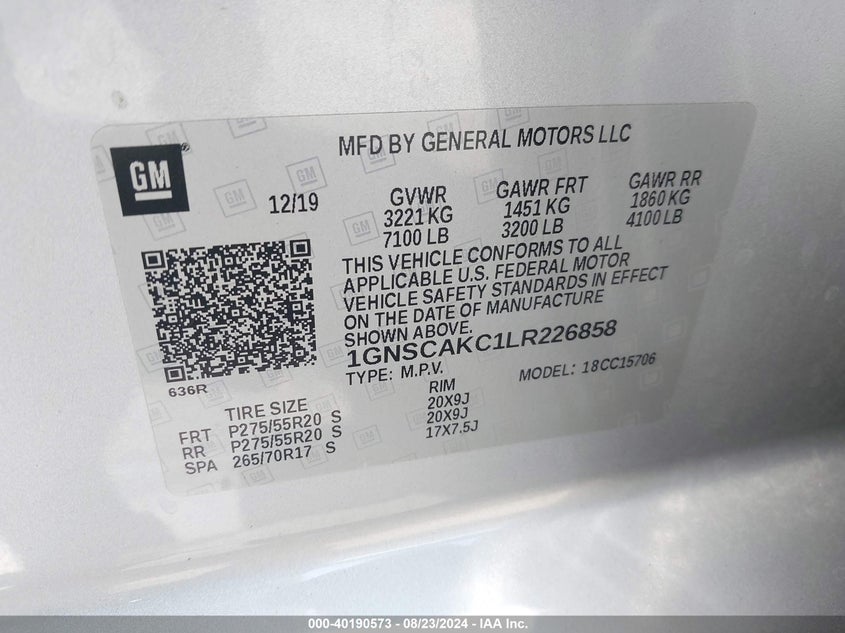 MFD BY GENERAL MOTORS LLC
GM
®
12/19
GVWR GAWR FRT GAWR RR
3221 KG 1451 KG 1860 KG
7100 LB 3200 LB 4100 LB
THIS VEHICLE CONFORMS TO ALL
APPLICABLE U.S. FEDERAL MOTOR
VEHICLE SAFETY STANDARDS IN EFFECT
ON THE DATE OF MANUFACTURE
SHOWN ABOVE.
1GNSCAKC1LR226858
TYPE: M.P.V. MODEL: 18CC15706
636R
TIRE SIZE RIM
FRT P275/55R20 S 20X9J
RR P275/55R20 S 20X9J
SPA 265/70R17 S 17X7.5J
000-40190573 - 08/23/2024 - IAA Inc.